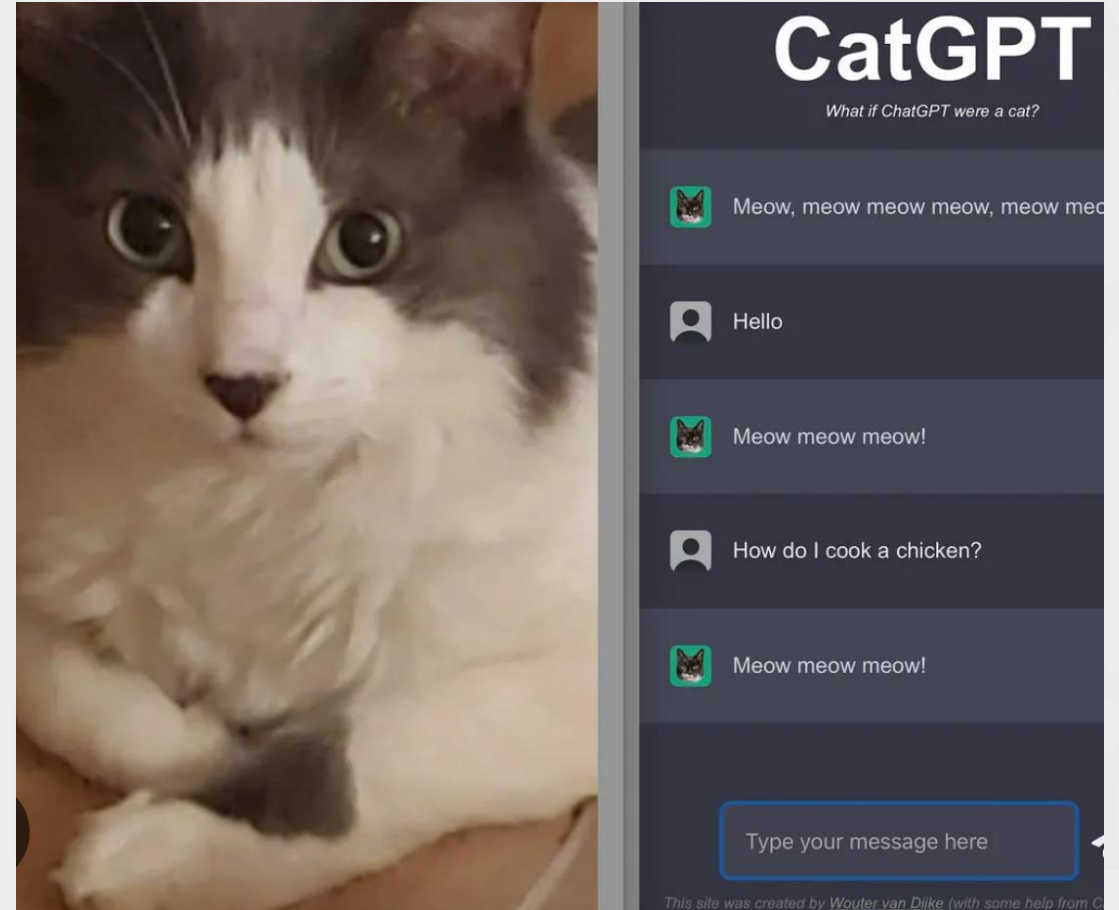 CatGPT
What if ChatGPT were a cat?
Meow, meow meow meow, meow
Hello
Meow meow meow!
How do I cook a chicken?
Meow meow meow!
Type your message here
This site was created by Wouter van Dijke (with some help from